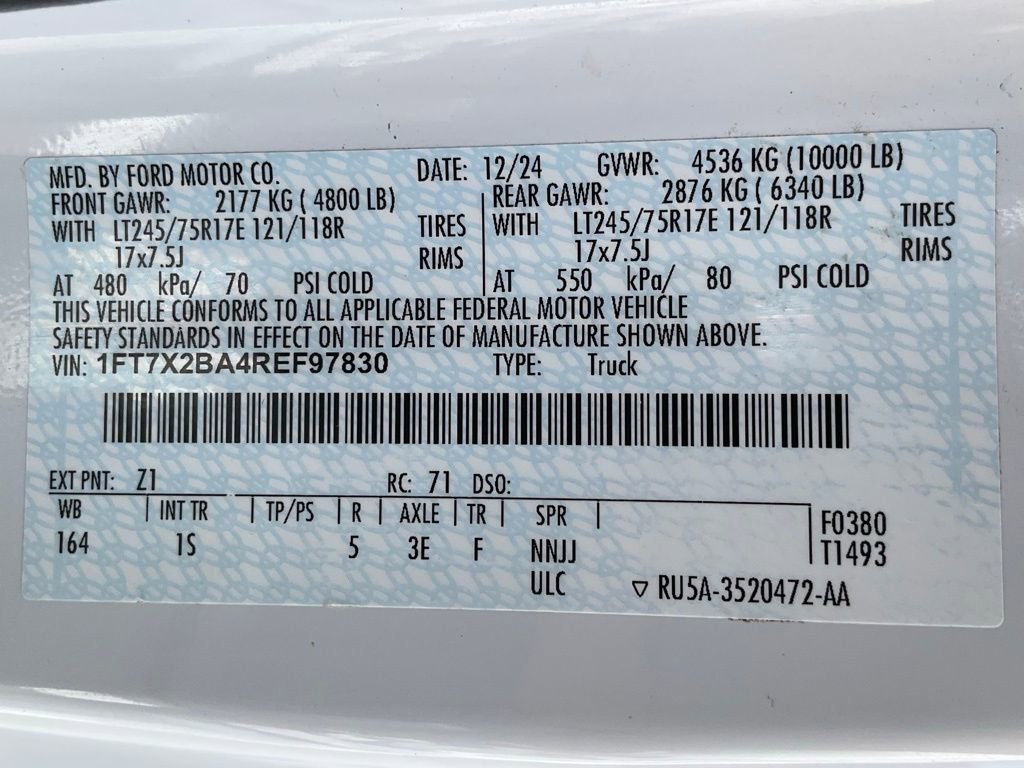 MFD. BY FORD MOTOR CO. DATE: 12/24 GVWR: 4536 KG (10000 LB)
FRONT GAWR: 2177 KG ( 4800 LB) REAR GAWR: 2876 KG ( 6340 LB)
WITH LT245/75R17E 121/118R TIRES WITH LT245/75R17E 121/118R TIRES
17x7.5J RIMS 17x7.5J RIMS
AT 480 kPa/ 70 PSI COLD AT 550 kPa/ 80 PSI COLD
THIS VEHICLE CONFORMS TO ALL APPLICABLE FEDERAL MOTOR VEHICLE
SAFETY STANDARDS IN EFFECT ON THE DATE OF MANUFACTURE SHOWN ABOVE.
VIN: 1FT7X2BA4REF97830 TYPE: Truck
EXT PNT: Z1 RC: 71 DSO:
WB INT TR TP/PS R AXLE TR SPR F0380
164 1S 5 3E F NNJJ T1493
ULC ▽ RU5A-3520472-AA